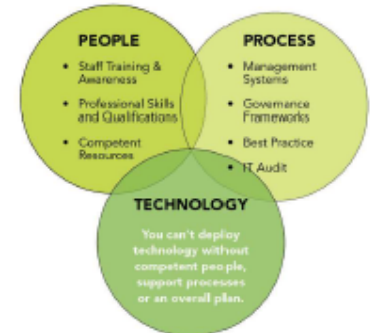 PEOPLE
• Staff Training &
Awareness
• Professional Skills
and Qualifications
• Competent
Resources
PROCESS
• Management
Systems
• Governance
Frameworks
• Best Practice
• IT Audit
TECHNOLOGY
You can't deploy
technology without
competent people,
support processes
or an overall plan.